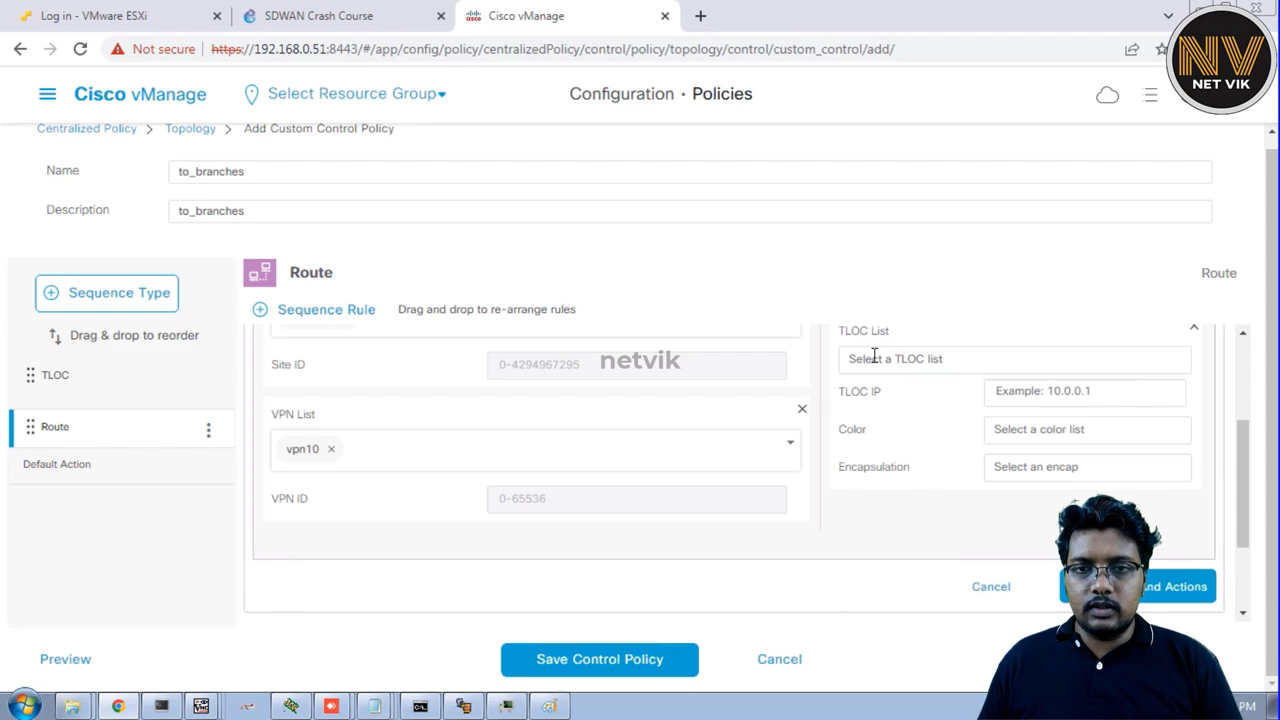 Log in - VMware ESXi
SDWAN Crash Course
Cisco vManage
Not secure
https://192.168.0.51:8443/#/app/config/policy/centralizedPolicy/control/policy/topology/control/custom_control/add/
NV
NET VIK
Cisco vManage
Select Resource Group
Configuration · Policies
Centralized Policy
Topology
Add Custom Control Policy
Name
to_branches
Description
to_branches
Sequence Type
Drag & drop to reorder
TLOC
Route
Default Action
Route
Route
Sequence Rule
Drag and drop to re-arrange rules
Site ID
0-4294967295
netvik
VPN List
vpn10
VPN ID
0-65536
TLOC List
Select a TLOC list
TLOC IP
Example: 10.0.0.1
Color
Select a color list
Encapsulation
Select an encap
Cancel
nd Actions
Preview
Save Control Policy
Cancel
PM